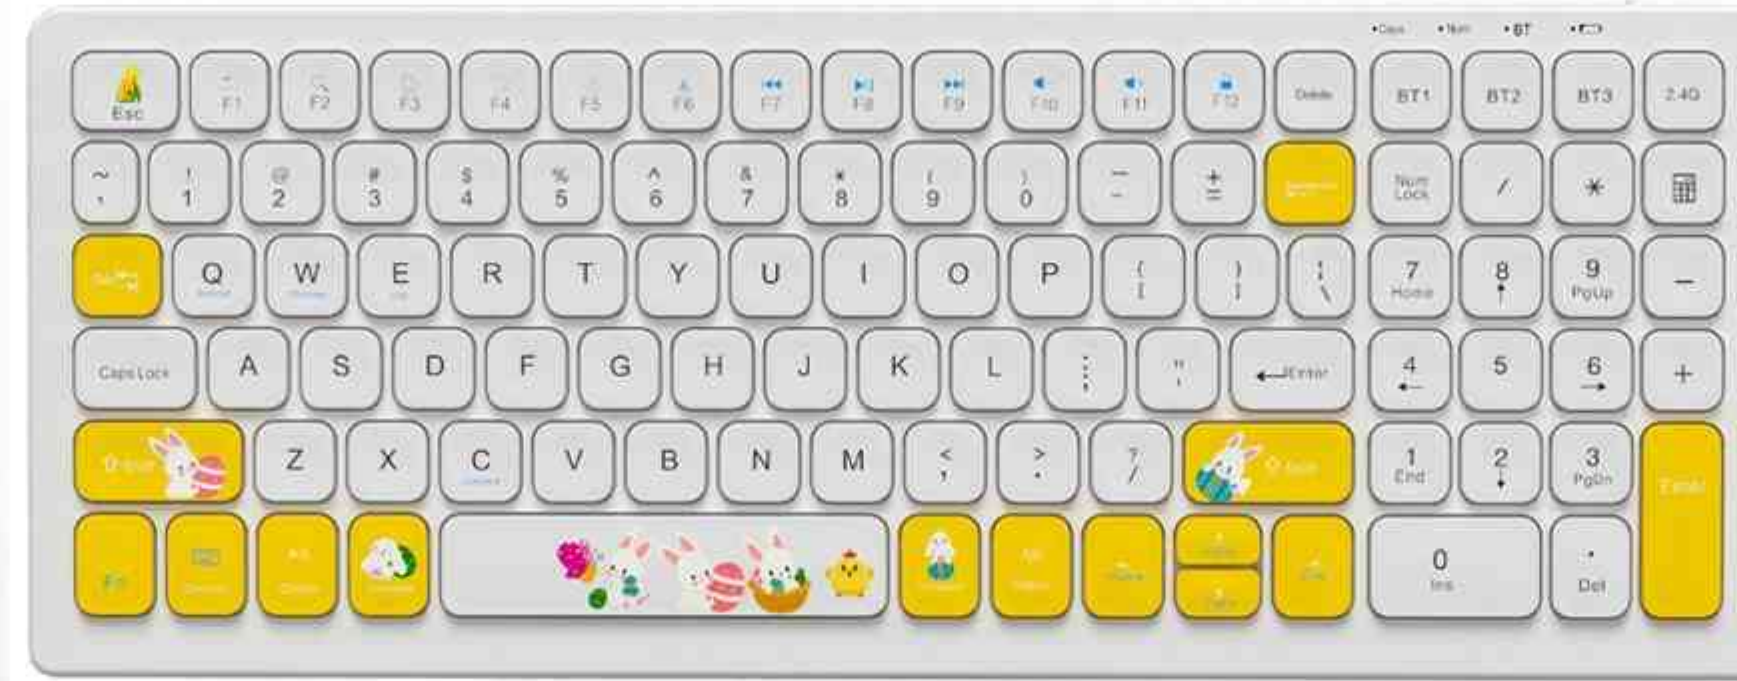 BT
Esc F1 F2 F3 F4 F5 F6 F7 F8 F9 F10 F11 F12 Delete BT1 BT2 BT3 2.4G
~ ! @ # $ % ^ & * ( ) — +
, 1 2 3 4 5 6 7 8 9 0 - = Num Lock / *
Q W E R T Y U I O P { } ¦ 7 8 9 −
[ ] \ Home ↑ PgUp
Caps Lock A S D F G H J K L : " ←Enter 4 5 6 +
; ' ← →
Z X C V B N M < > ? 1 2 3 Enter
, . / End ↓ PgDn
Fn 0 .
Ins Del